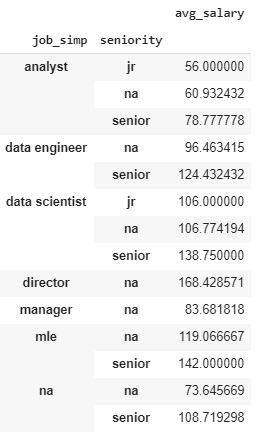 avg_salary
job_simp seniority
analyst jr 56.000000
na 60.932432
senior 78.777778
data engineer na 96.463415
senior 124.432432
data scientist jr 106.000000
na 106.774194
senior 138.750000
director na 168.428571
manager na 83.681818
mle na 119.066667
senior 142.000000
na na 73.645669
senior 108.719298